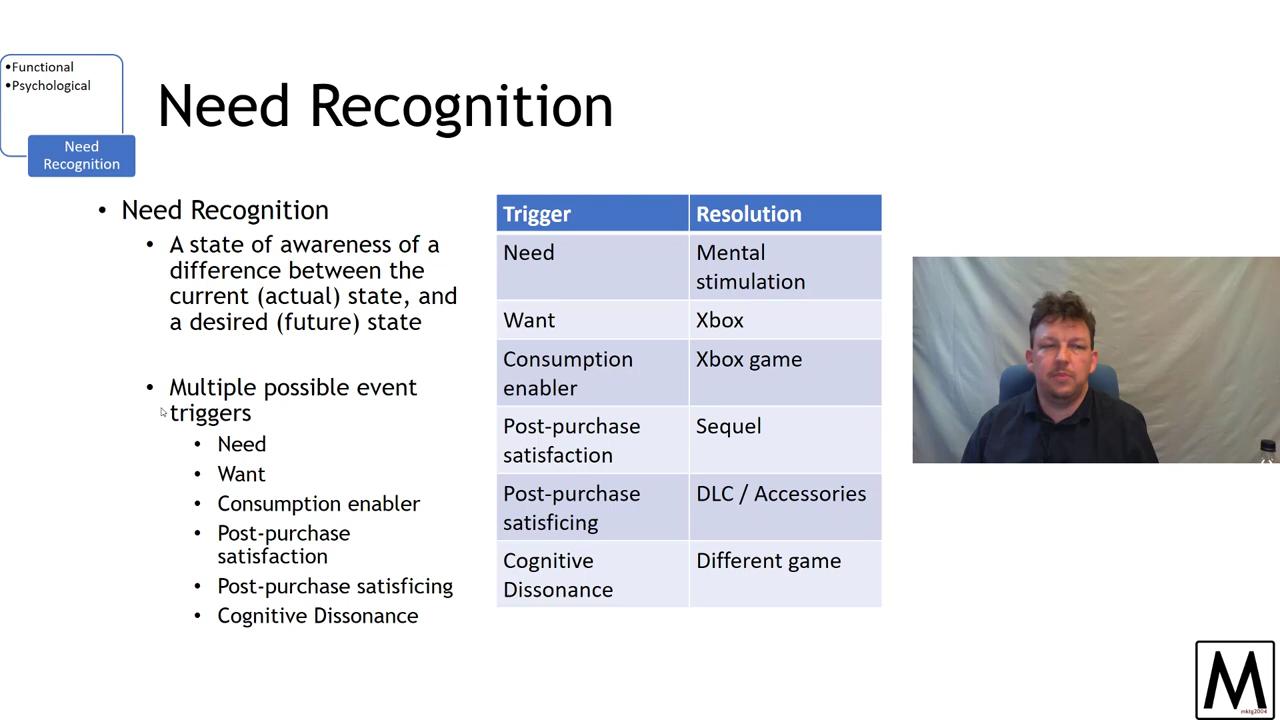 •Functional
•Psychological
Need
Recognition
Need Recognition
• Need Recognition
• A state of awareness of a
difference between the
current (actual) state, and
a desired (future) state
• Multiple possible event
triggers
• Need
• Want
• Consumption enabler
• Post-purchase
satisfaction
• Post-purchase satisficing
• Cognitive Dissonance
Trigger Resolution
Need Mental
stimulation
Want Xbox
Consumption Xbox game
enabler
Post-purchase Sequel
satisfaction
Post-purchase DLC / Accessories
satisficing
Cognitive Different game
Dissonance
M
mktg2004